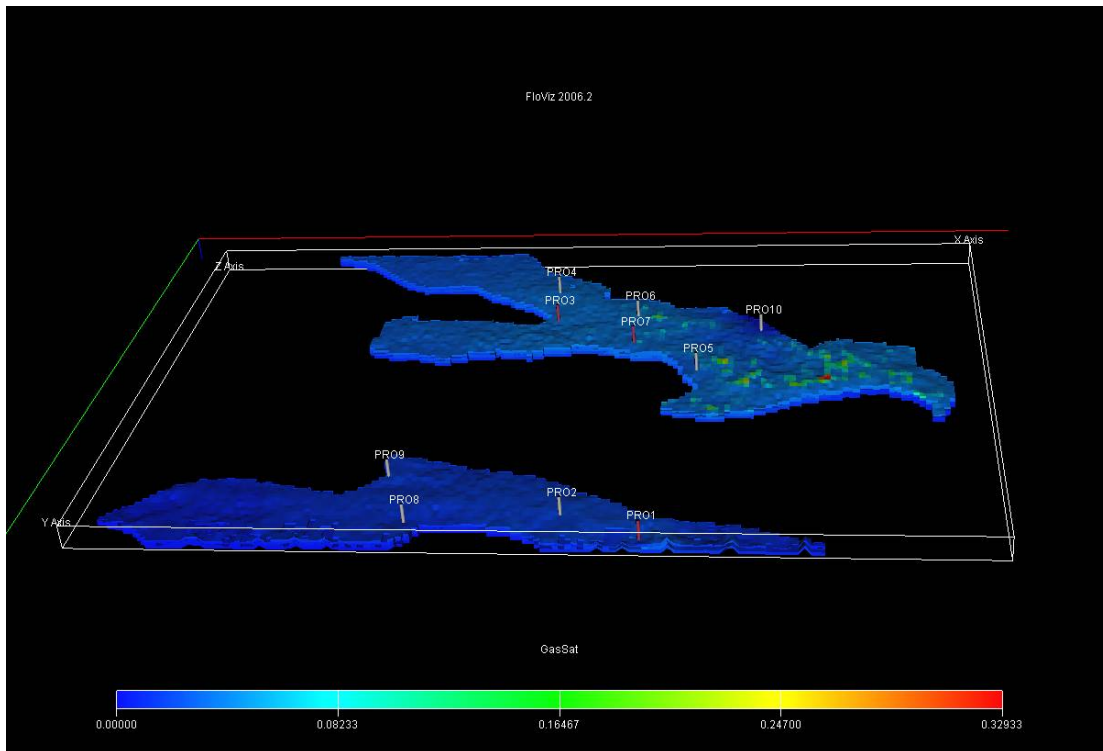 FloViz 2006.2
X Axis
Z Axis
PRO4
PRO6
PRO3
PRO10
PRO7
PRO5
PRO9
PRO2
PRO8
PRO1
Y Axis
GasSat
0.00000
0.08233
0.16467
0.24700
0.32933